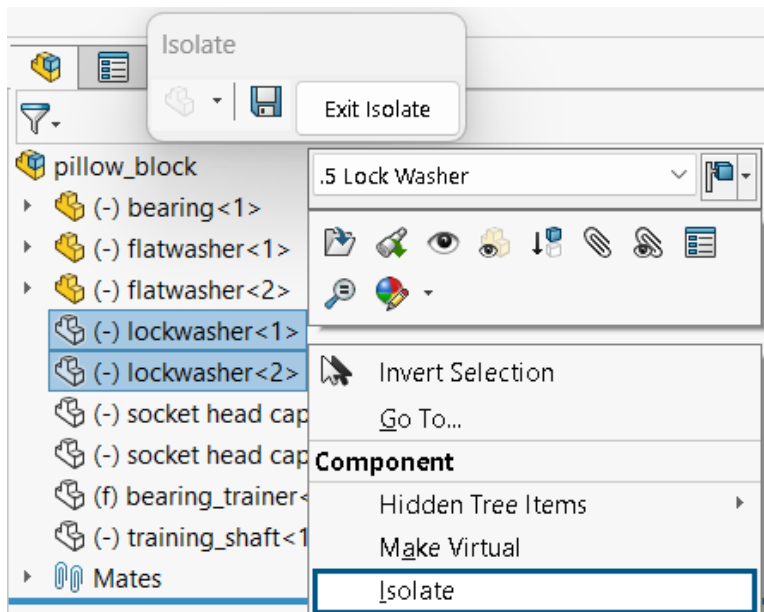 Isolate
Exit Isolate
pillow_block
(-) bearing<1>
(-) flatwasher<1>
(-) flatwasher<2>
(-) lockwasher<1>
(-) lockwasher<2>
(-) socket head cap
(-) socket head cap
(f) bearing_trainer<
(-) training_shaft<1
Mates
.5 Lock Washer
Invert Selection
Go To...
Component
Hidden Tree Items
Make Virtual
Isolate